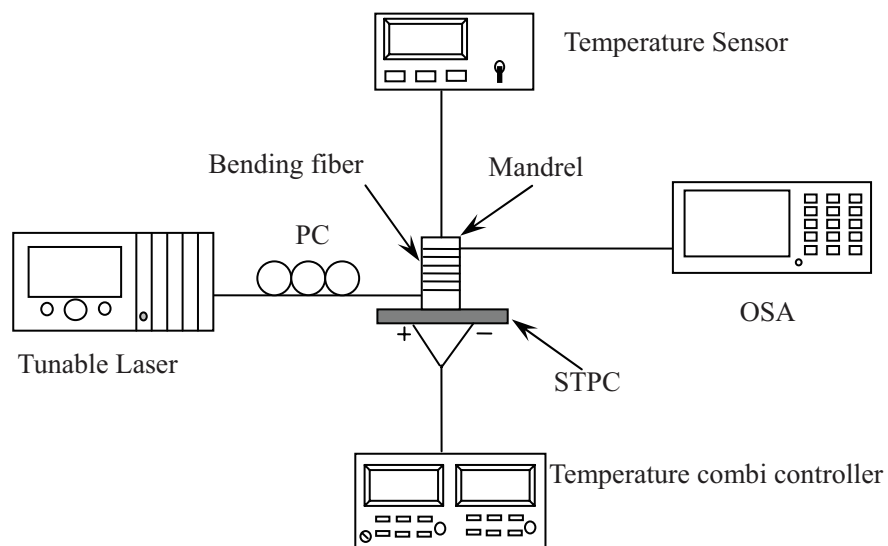 Temperature Sensor
Bending fiber
Mandrel
PC
OSA
+
−
Tunable Laser
STPC
Temperature combi controller